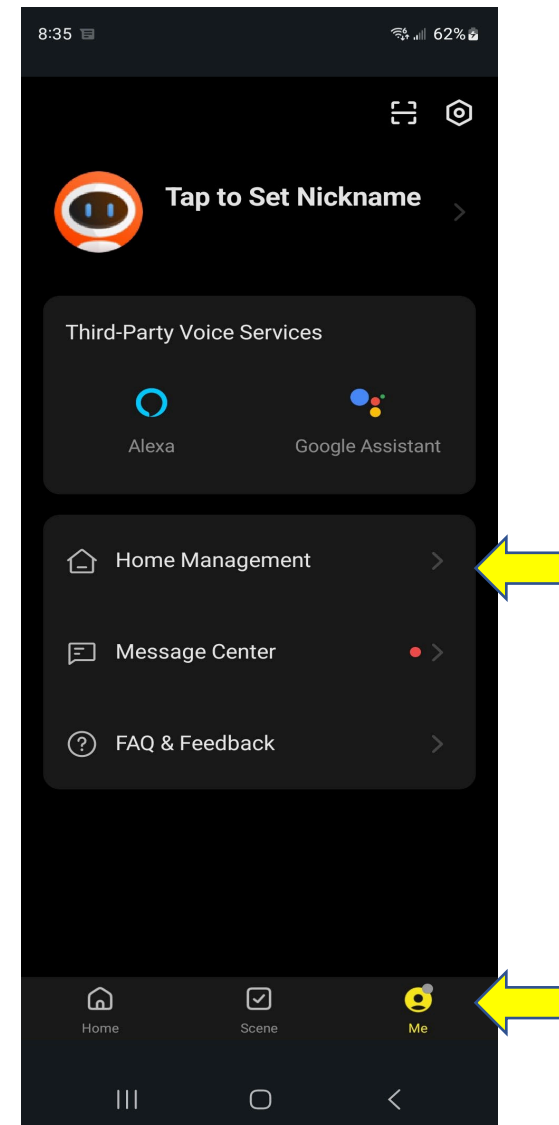 8:35 62%
Tap to Set Nickname
Third-Party Voice Services
Alexa Google Assistant
Home Management
Message Center
FAQ & Feedback
Home Scene Me